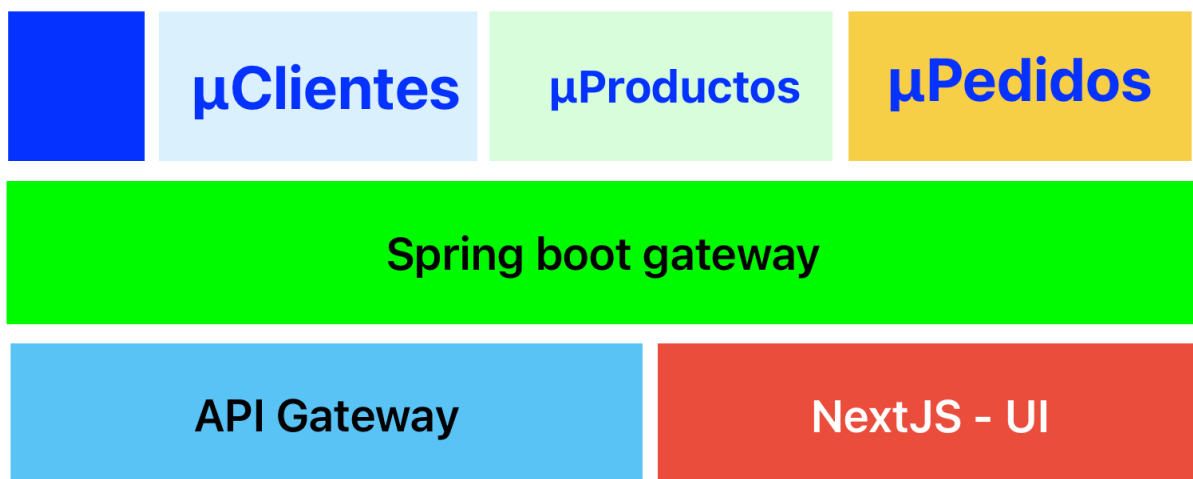 µClientes
µProductos
µPedidos
Spring boot gateway
API Gateway
NextJS - UI